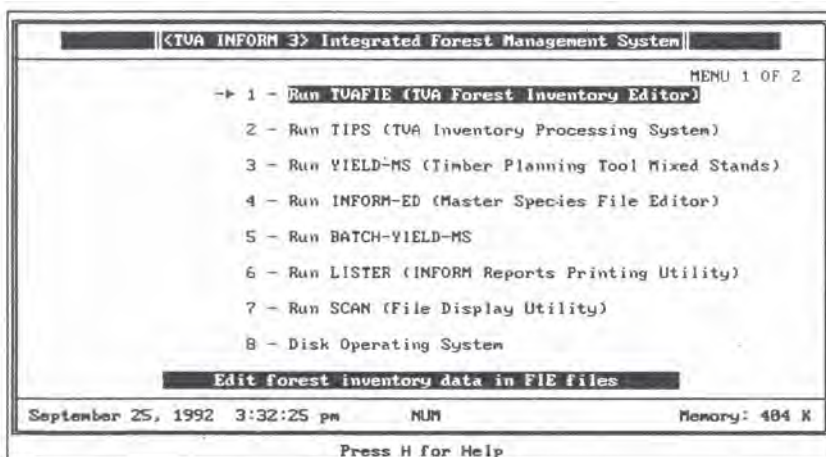 <TVA INFORM 3> Integrated Forest Management System
MENU 1 OF 2
1 - Run TVAFIE (TVA Forest Inventory Editor)
2 - Run TIPS (TVA Inventory Processing System)
3 - Run YIELD-MS (Timber Planning Tool Mixed Stands)
4 - Run INFORM-ED (Master Species File Editor)
5 - Run BATCH-YIELD-MS
6 - Run LISTER (INFORM Reports Printing Utility)
7 - Run SCAN (File Display Utility)
8 - Disk Operating System
Edit forest inventory data in FIE files
September 25, 1992 3:32:25 pm NUM Memory: 484 K
Press H for Help